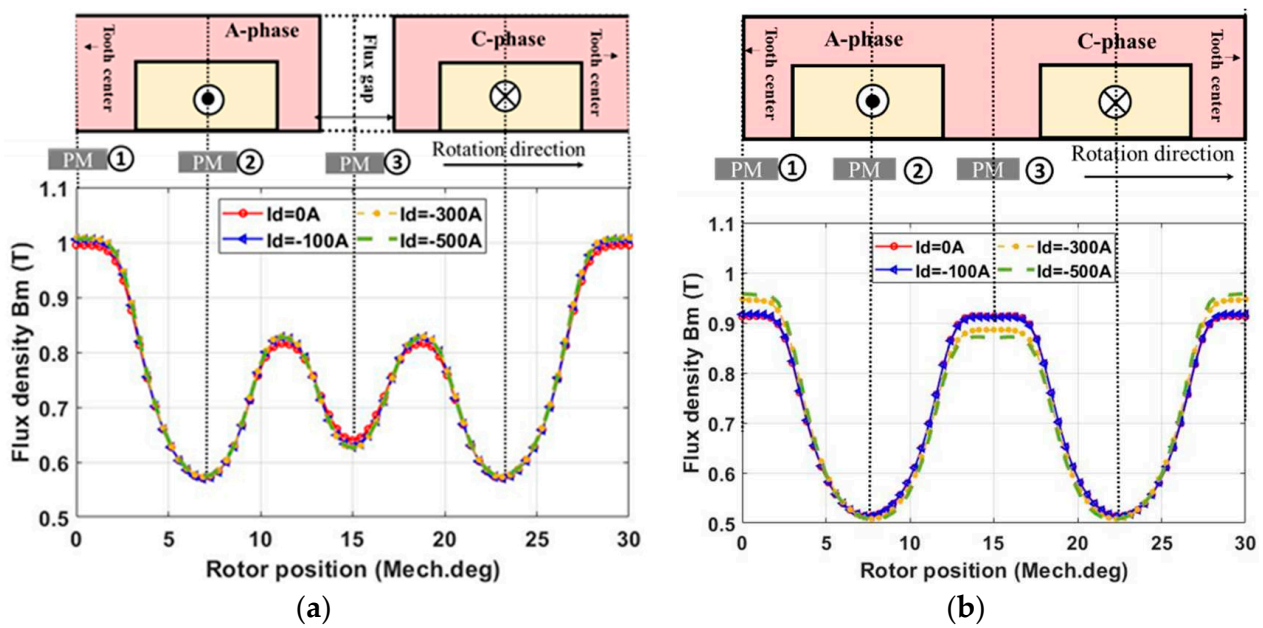 A-phase
C-phase
Tooth center
Flux gap
Tooth center
PM ①
PM ②
PM ③
Rotation direction
1.1
1
0.9
0.8
0.7
0.6
0.5
Flux density Bm (T)
Id=0A
Id=-300A
Id=-100A
Id=-500A
0 5 10 15 20 25 30
Rotor position (Mech.deg)
(a)
A-phase
C-phase
Tooth center
Tooth center
PM ①
PM ②
PM ③
Rotation direction
1.1
1
0.9
0.8
0.7
0.6
0.5
Flux density Bm (T)
Id=0A
Id=-300A
Id=-100A
Id=-500A
0 5 10 15 20 25 30
Rotor position (Mech.deg)
(b)